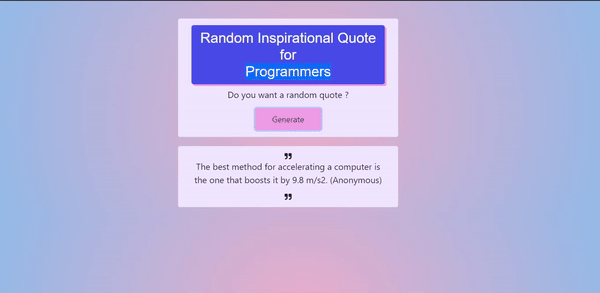 Random Inspirational Quote
for
Programmers
Do you want a random quote ?
Generate
”
The best method for accelerating a computer is
the one that boosts it by 9.8 m/s2. (Anonymous)
”